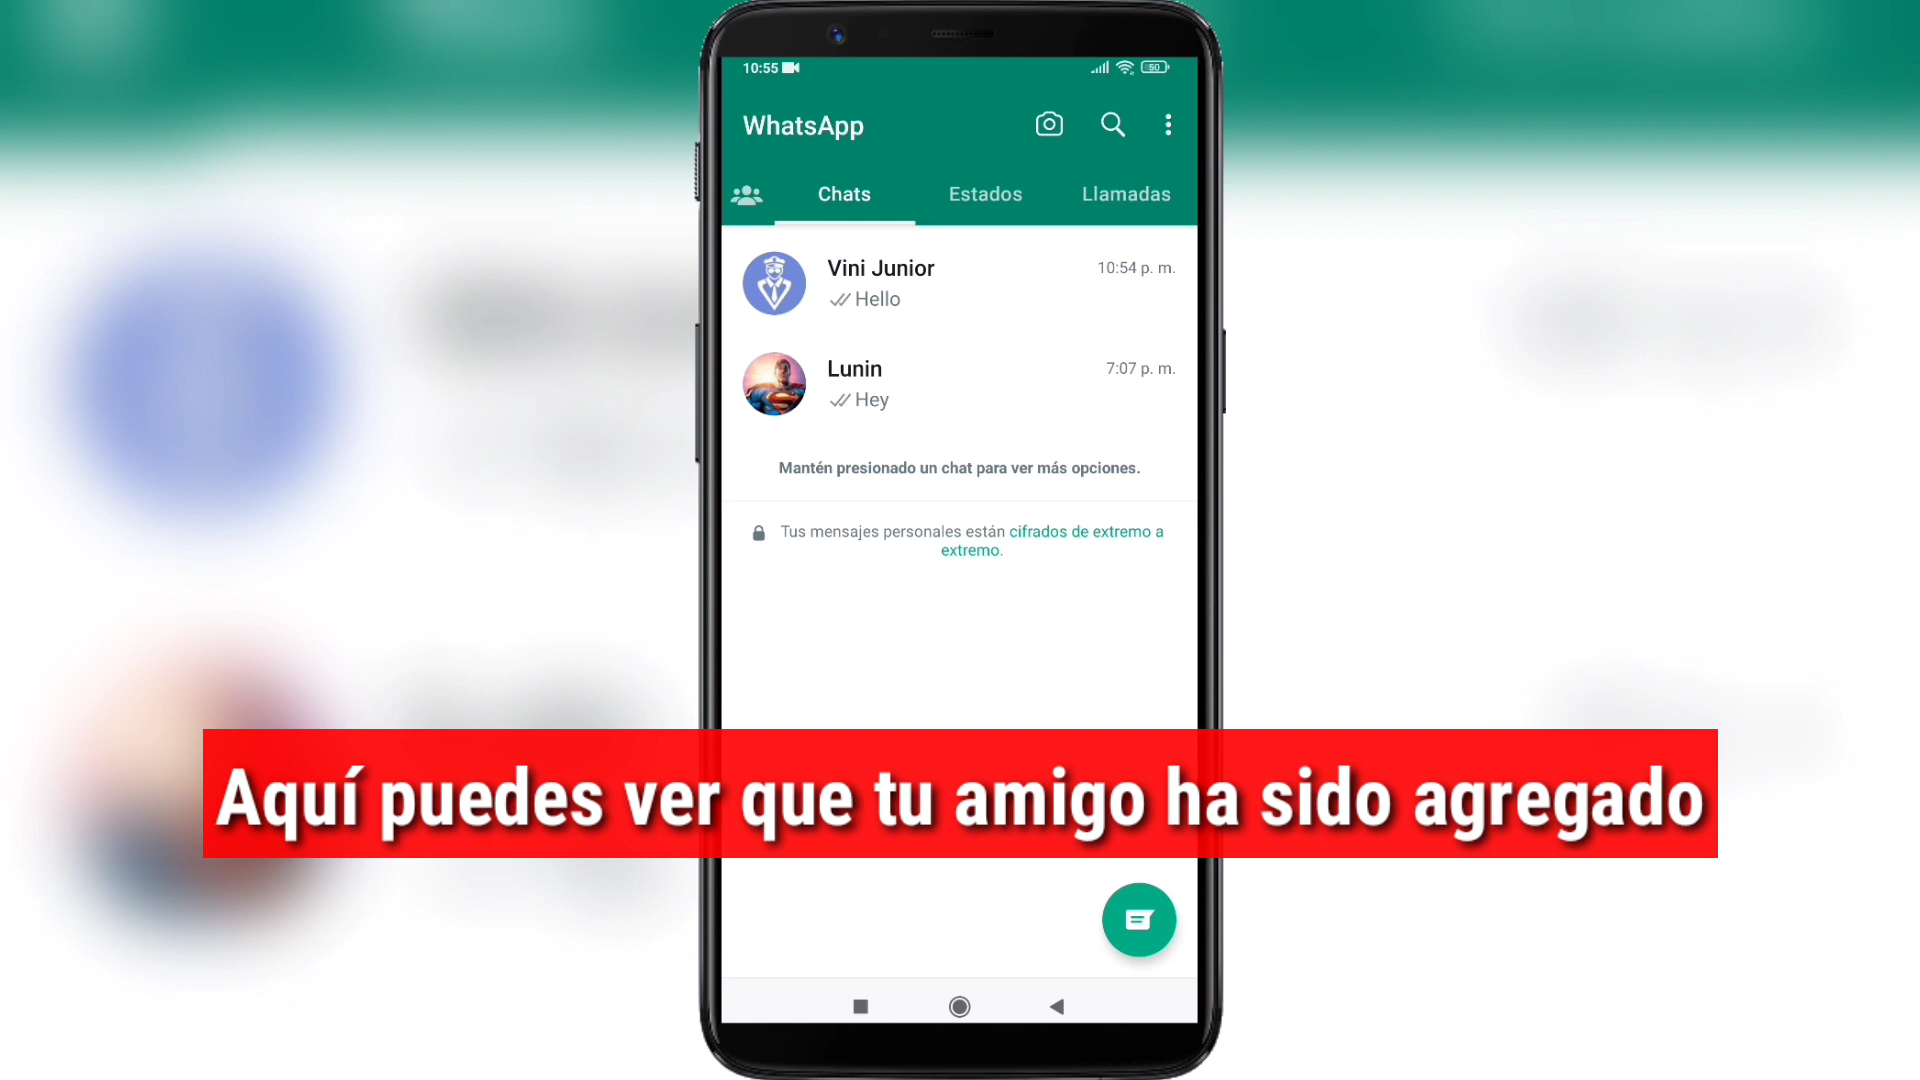 10:55
50
WhatsApp
Chats
Estados
Llamadas
Vini Junior
10:54 p. m.
Hello
Lunin
7:07 p. m.
Hey
Mantén presionado un chat para ver más opciones.
Tus mensajes personales están cifrados de extremo a
extremo.
Aquí puedes ver que tu amigo ha sido agregado